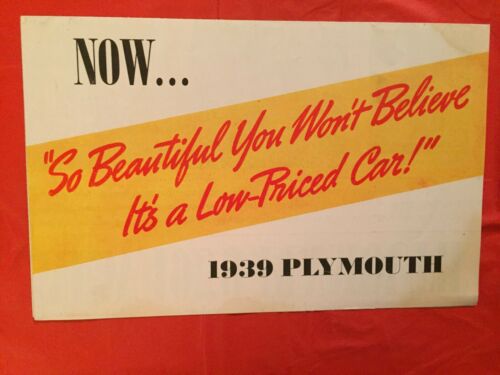 NOW...
"So Beautiful You Won't Believe
It's a Low-Priced Car!"
1939 PLYMOUTH